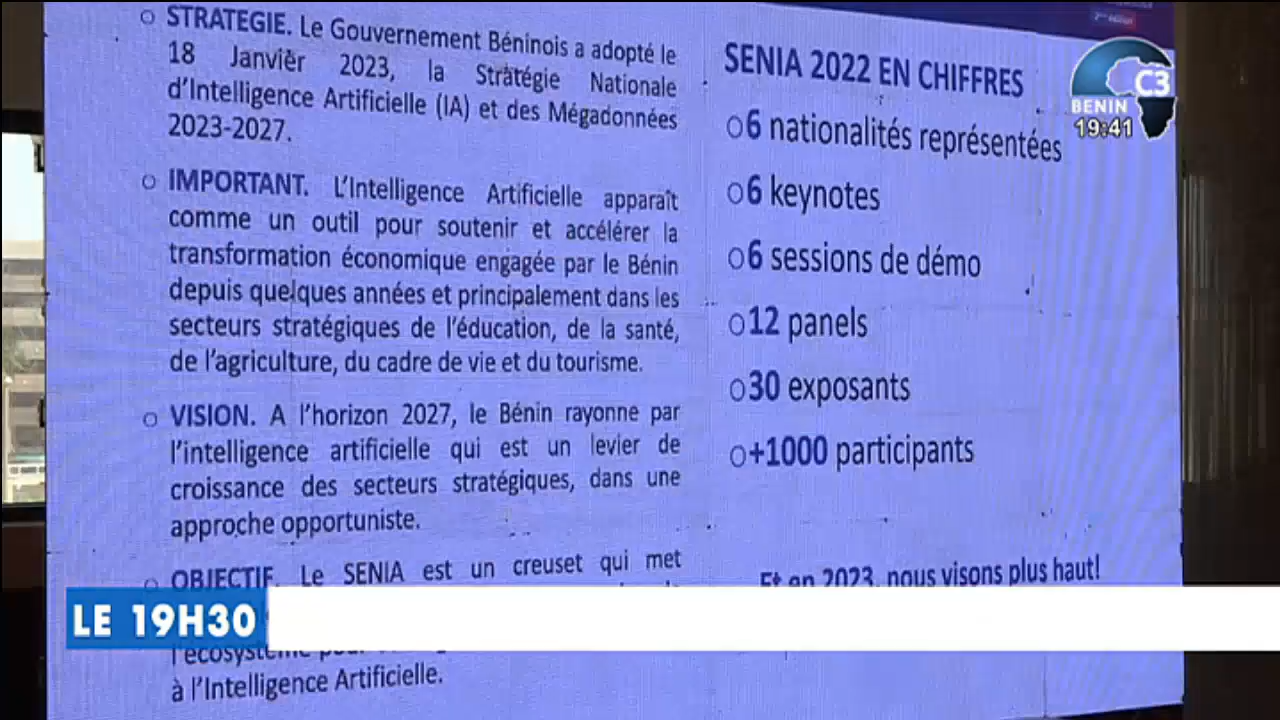 STRATEGIE. Le Gouvernement Béninois a adopté le
18 Janvier 2023, la Stratégie Nationale
d'Intelligence Artificielle (IA) et des Mégadonnées
2023-2027.
IMPORTANT. L'Intelligence Artificielle apparaît
comme un outil pour soutenir et accélérer la
transformation économique engagée par le Bénin
depuis quelques années et principalement dans les
secteurs stratégiques de l'éducation, de la santé,
de l'agriculture, du cadre de vie et du tourisme.
VISION. A l'horizon 2027, le Bénin rayonne par
l'intelligence artificielle qui est un levier de
croissance des secteurs stratégiques, dans une
approche opportuniste.
OBJECTIF. Le SENIA est un creuset qui met
l'écosystème
à l'Intelligence Artificielle.
SENIA 2022 EN CHIFFRES
6 nationalités représentées
6 keynotes
6 sessions de démo
12 panels
30 exposants
+1000 participants
Et en 2023, nous visons plus haut!
C3
BENIN
19:41
LE 19H30